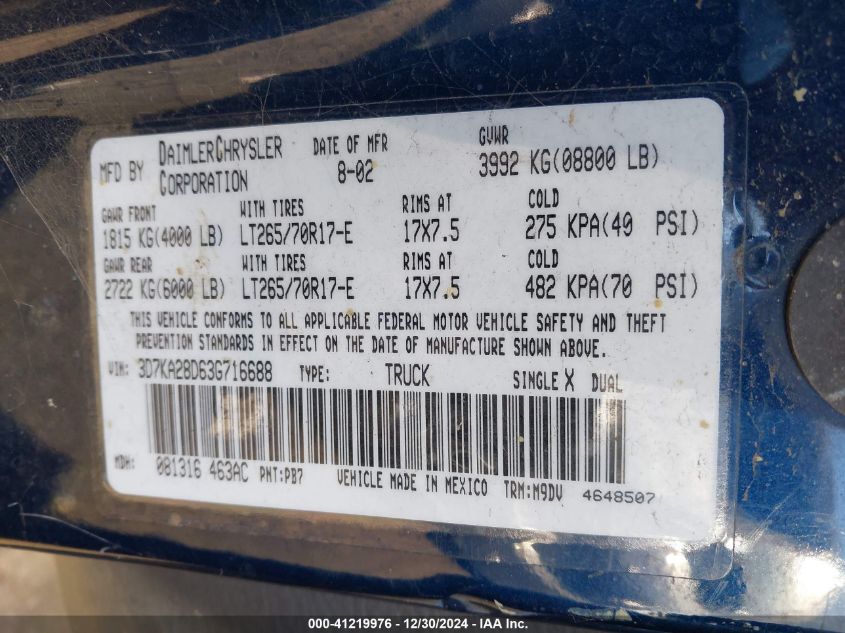 MFD BY DAIMLERCHRYSLER CORPORATION DATE OF MFR 8-02 GVWR 3992 KG(08800 LB)
GAWR FRONT WITH TIRES RIMS AT COLD
1815 KG(4000 LB) LT265/70R17-E 17X7.5 275 KPA(40 PSI)
GAWR REAR WITH TIRES RIMS AT COLD
2722 KG(6000 LB) LT265/70R17-E 17X7.5 482 KPA(70 PSI)
THIS VEHICLE CONFORMS TO ALL APPLICABLE FEDERAL MOTOR VEHICLE SAFETY AND THEFT
PREVENTION STANDARDS IN EFFECT ON THE DATE OF MANUFACTURE SHOWN ABOVE.
VIN: 3D7KA28D63G716688 TYPE: TRUCK SINGLE X DUAL
MDH: 081316 463AC PNT:PB7 VEHICLE MADE IN MEXICO TRM:M9DV 4648507
000-41219976 - 12/30/2024 - IAA Inc.